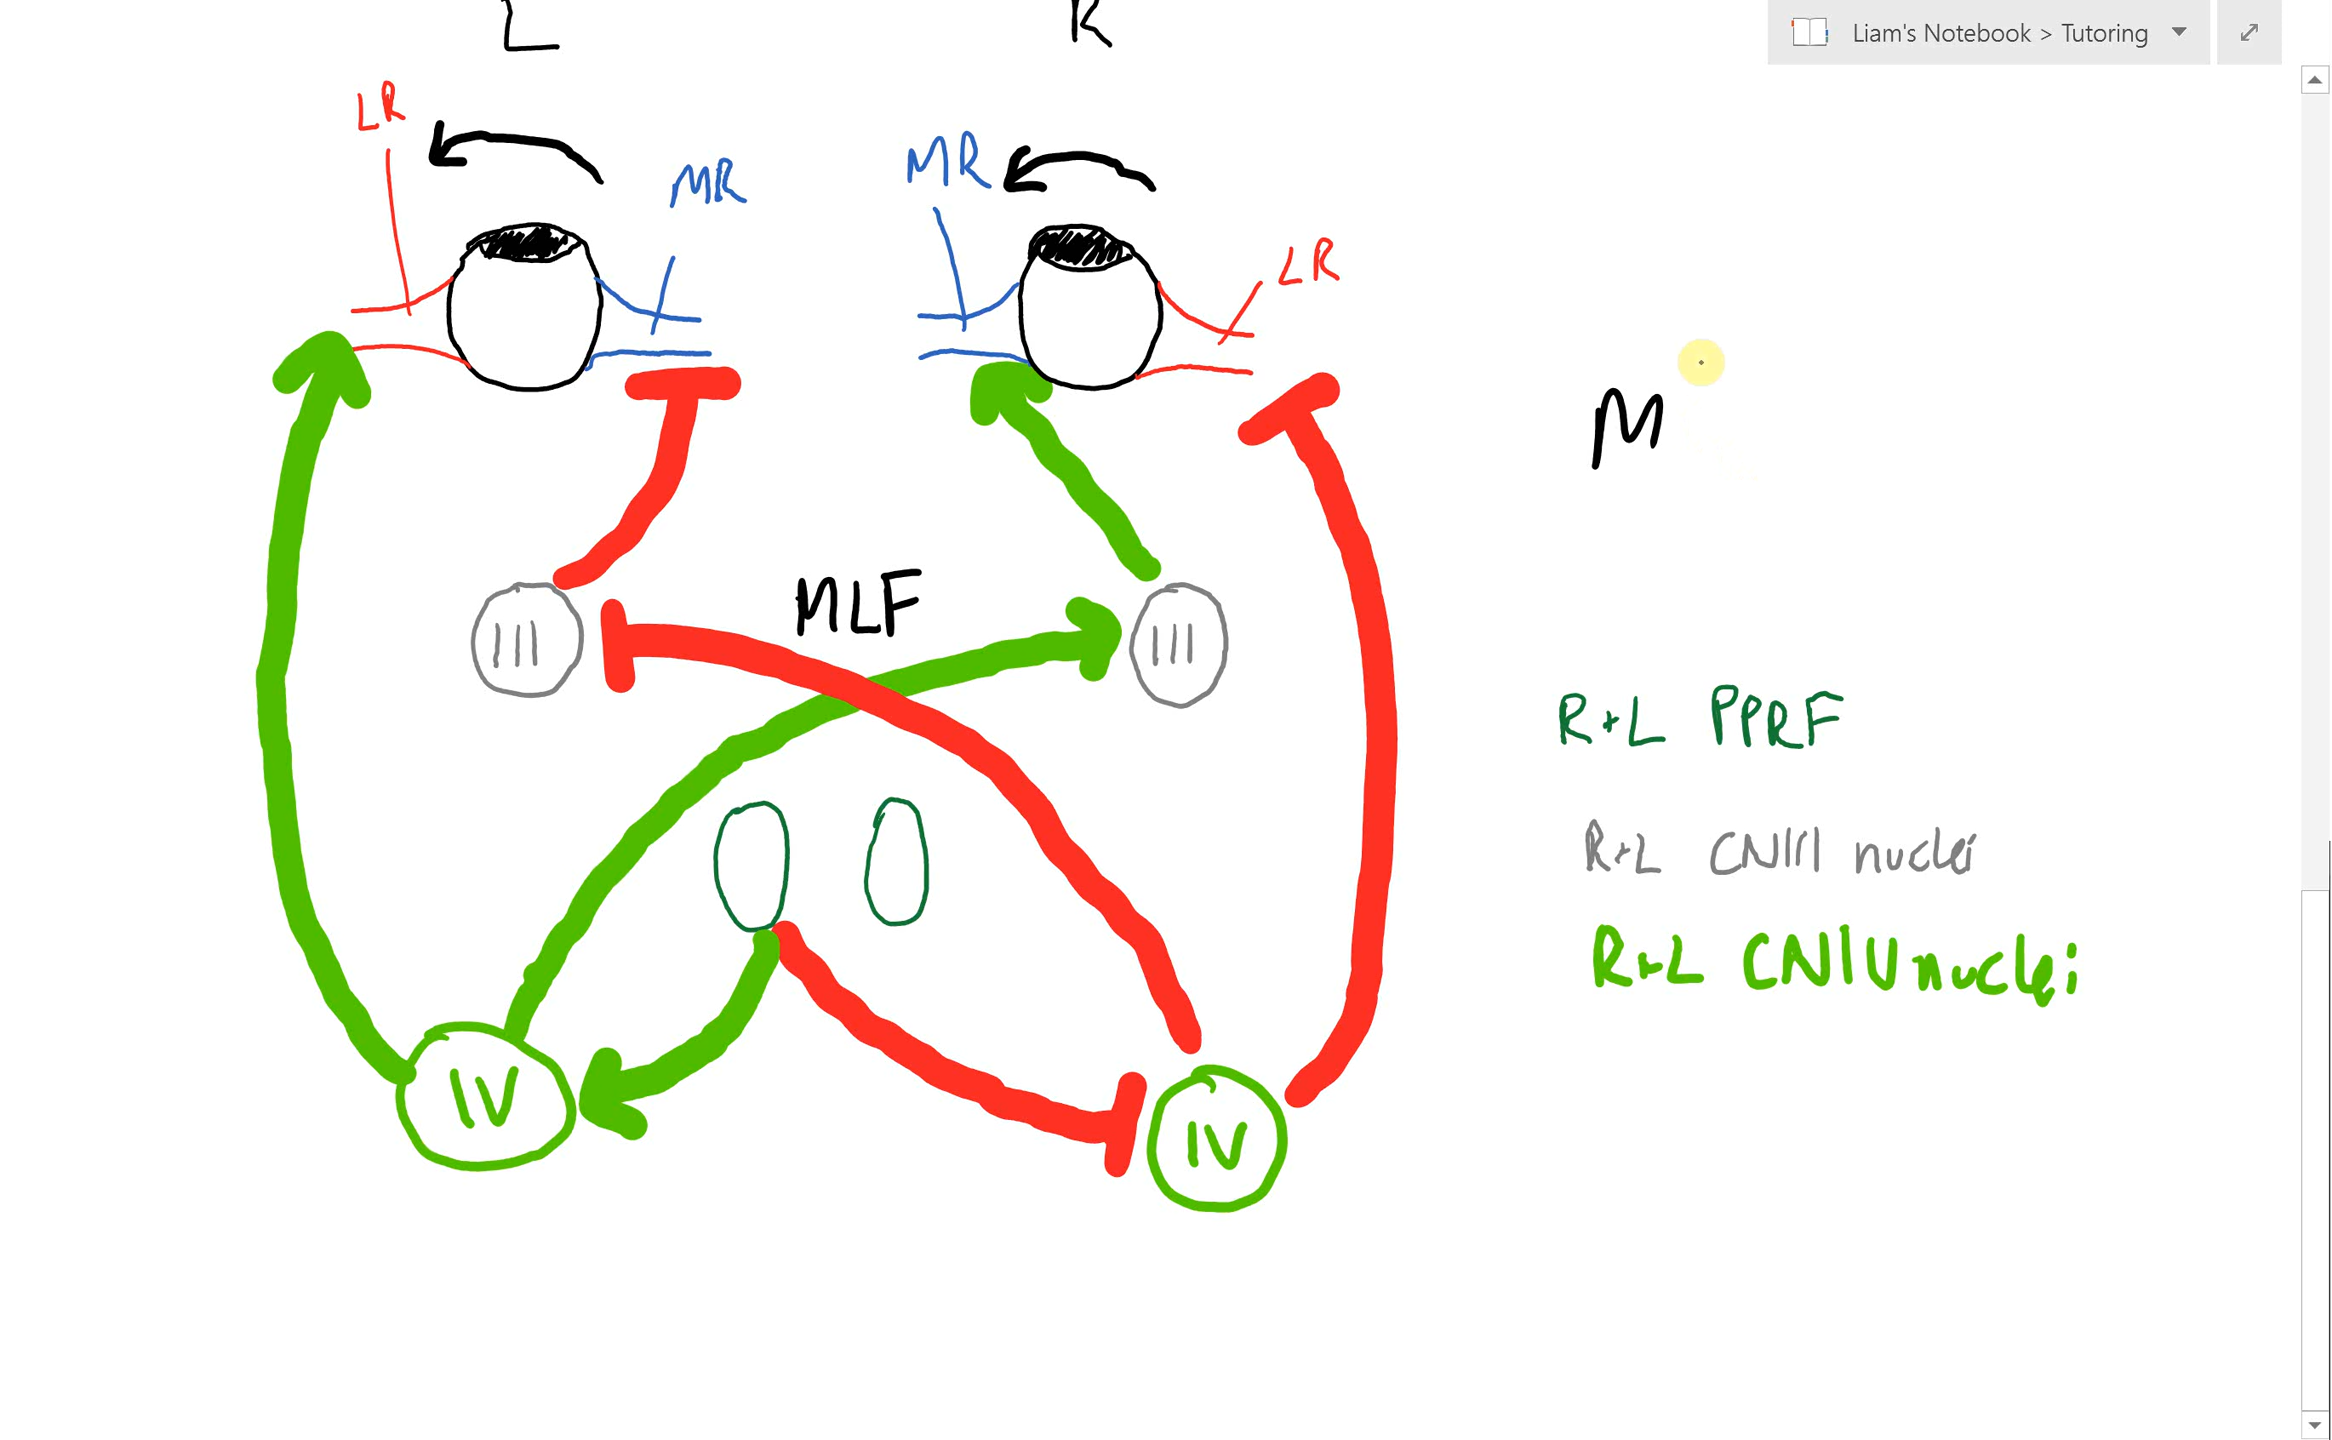 L R
Liam's Notebook > Tutoring
LR
MR
MR
LR
M
III
MLF
III
R+L PPRF
R+L CNIII nuclei
R+L CNIV nuclei
IV
IV